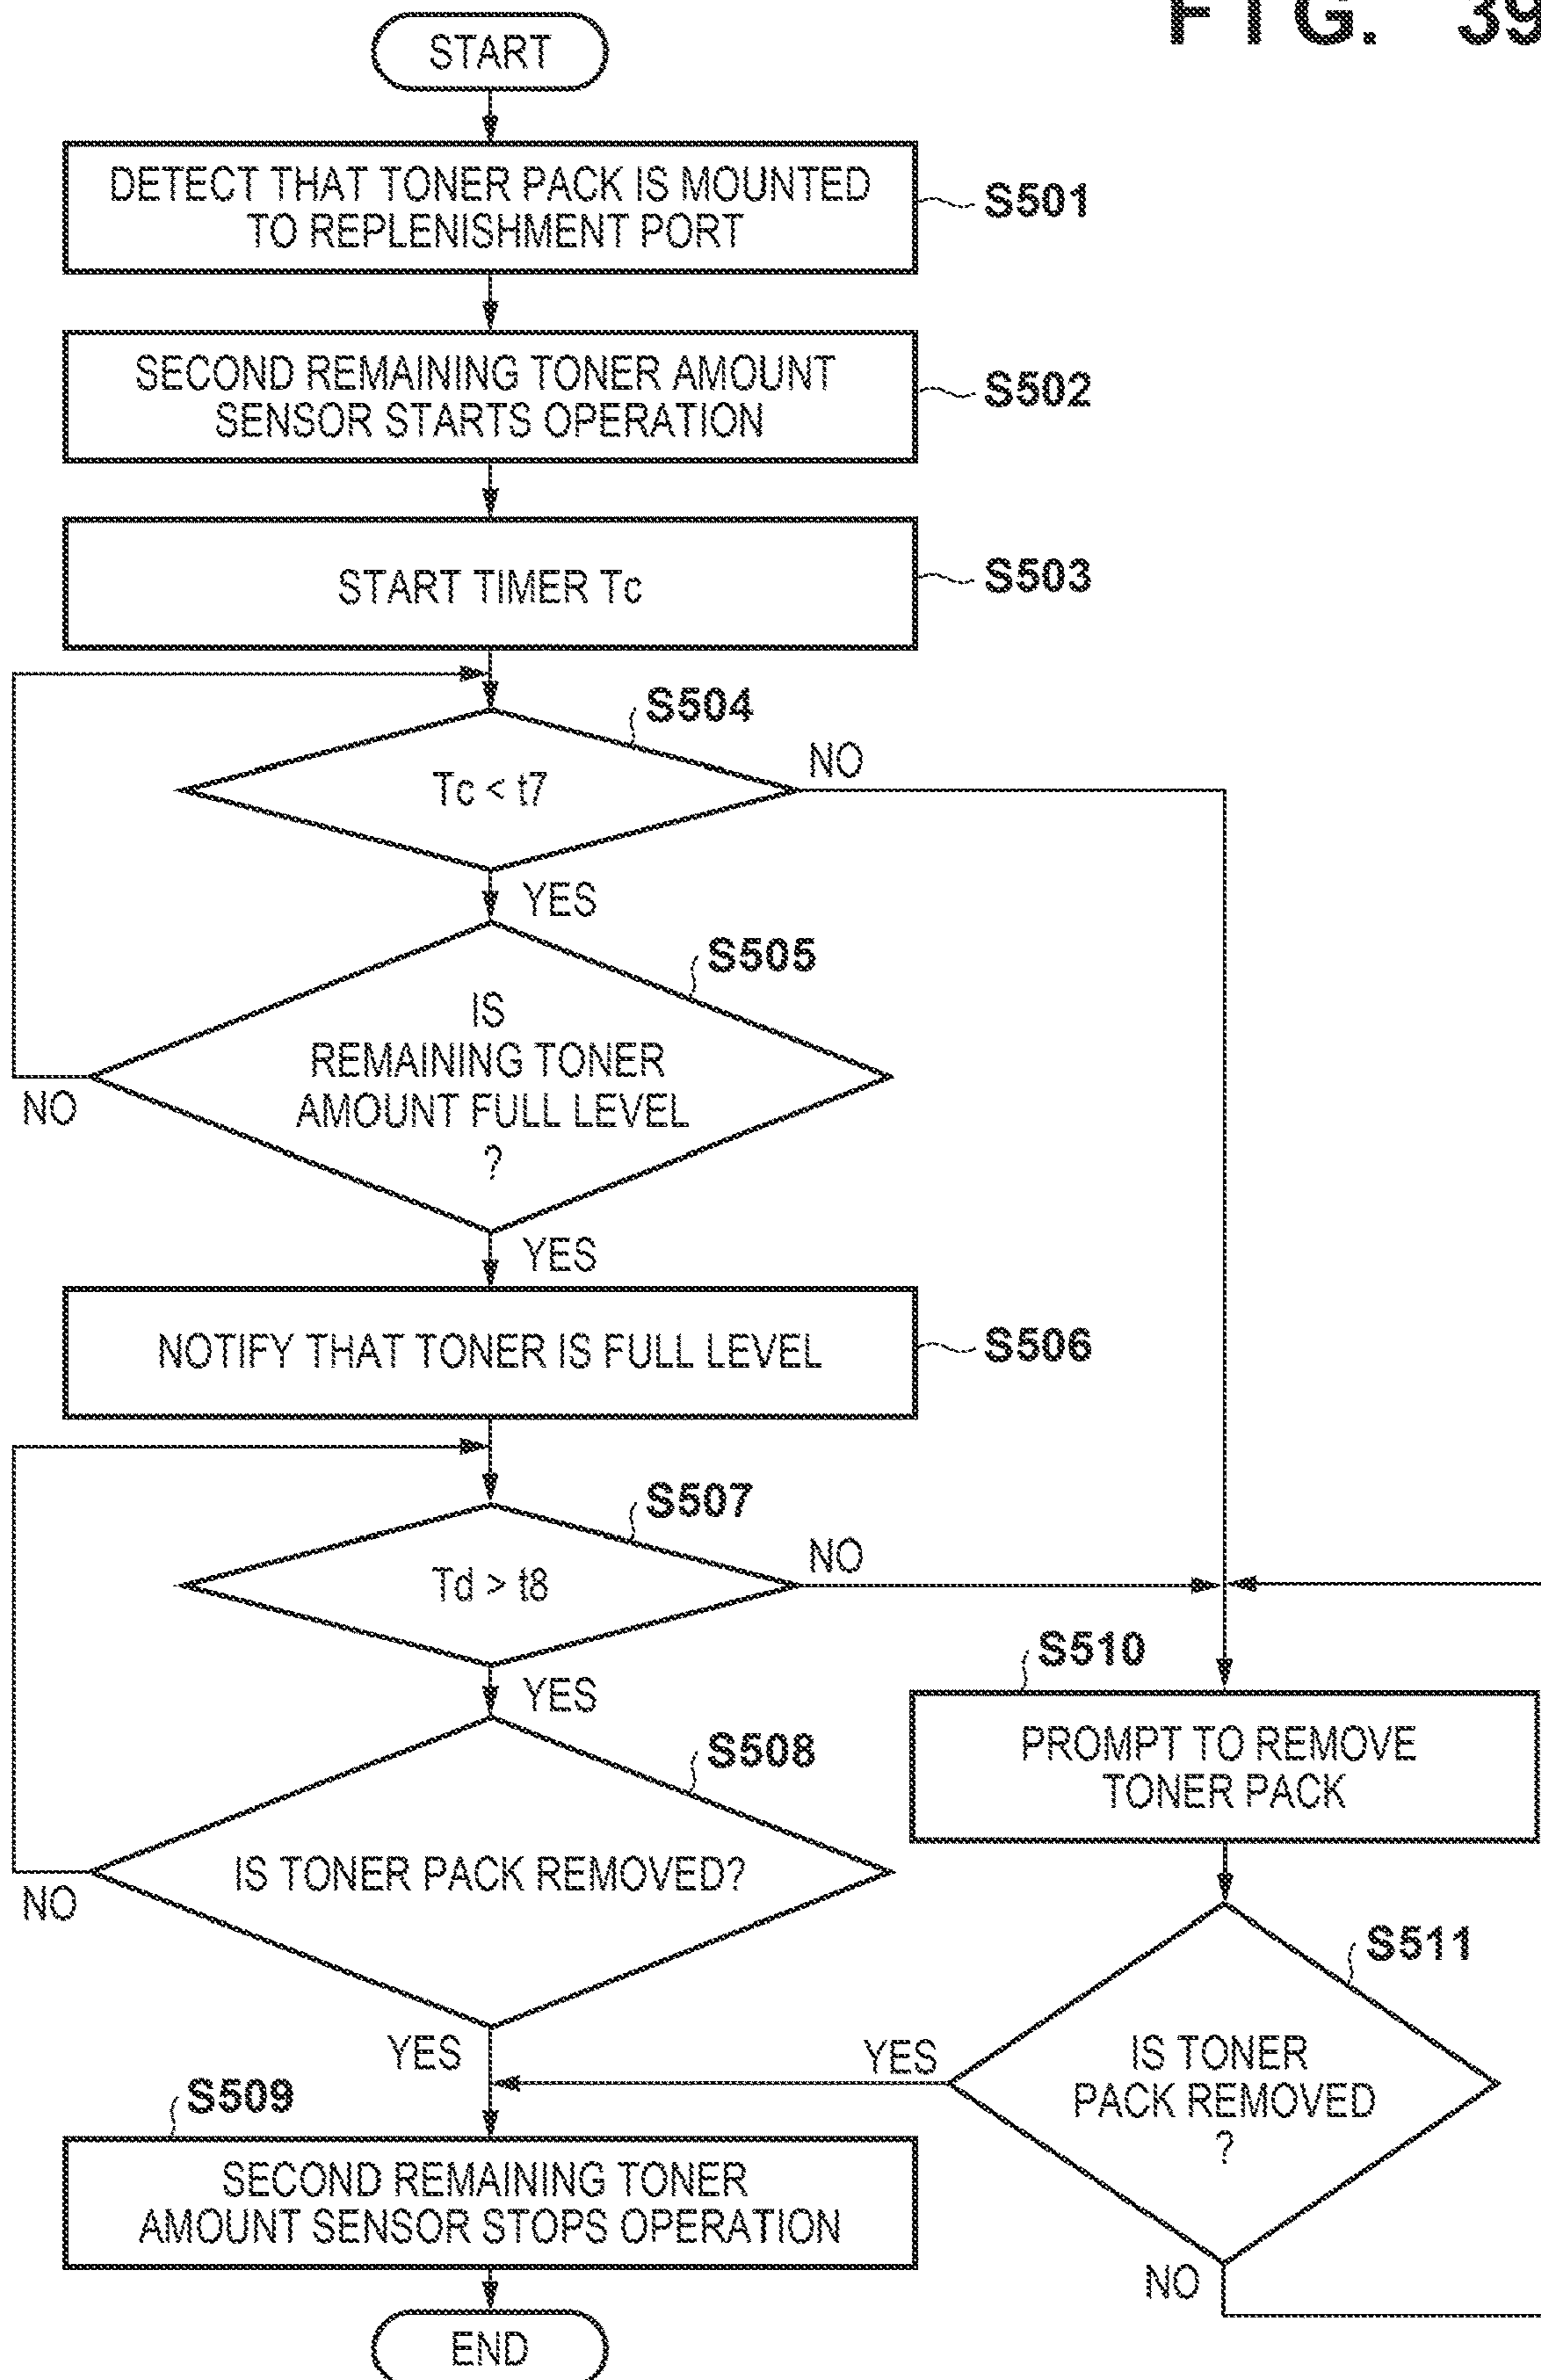 FIG. 39
START
DETECT THAT TONER PACK IS MOUNTED
TO REPLENISHMENT PORT
S501
SECOND REMAINING TONER AMOUNT
SENSOR STARTS OPERATION
S502
START TIMER Tc
S503
S504
Tc < t7
NO
YES
S505
IS
REMAINING TONER
AMOUNT FULL LEVEL
?
NO
YES
NOTIFY THAT TONER IS FULL LEVEL
S506
S507
Td > t8
NO
YES
S510
PROMPT TO REMOVE
TONER PACK
S508
IS TONER PACK REMOVED?
NO
YES
S511
IS TONER
PACK REMOVED
?
YES
NO
S509
SECOND REMAINING TONER
AMOUNT SENSOR STOPS OPERATION
END